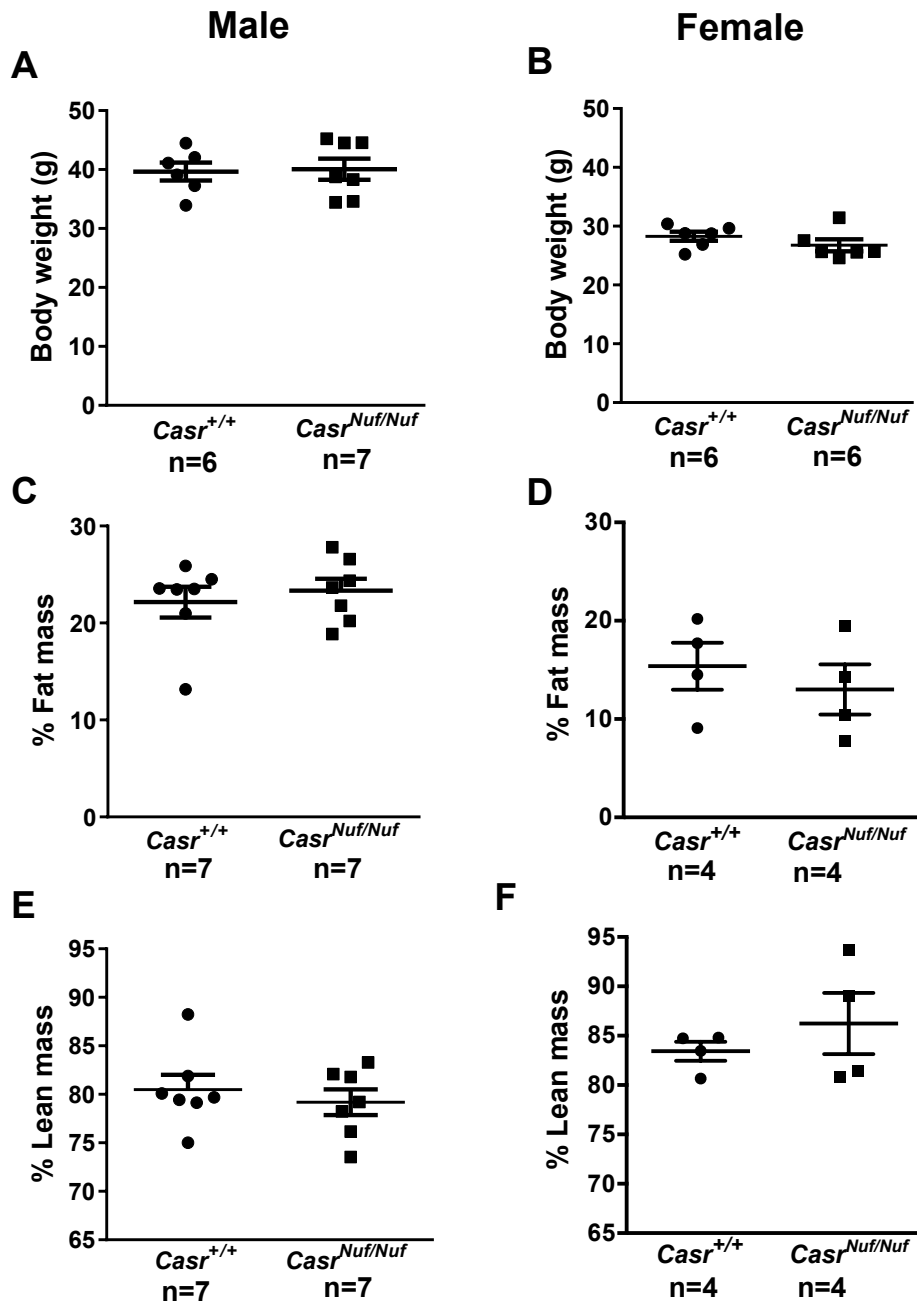 Male
Female
A
Body weight (g)
50
40
30
20
10
0
Casr+/+
n=6
CasrNuf/Nuf
n=7
B
Body weight (g)
50
40
30
20
10
0
Casr+/+
n=6
CasrNuf/Nuf
n=6
C
% Fat mass
30
20
10
0
Casr+/+
n=7
CasrNuf/Nuf
n=7
D
% Fat mass
30
20
10
0
Casr+/+
n=4
CasrNuf/Nuf
n=4
E
% Lean mass
95
90
85
80
75
70
65
Casr+/+
n=7
CasrNuf/Nuf
n=7
F
% Lean mass
95
90
85
80
75
70
65
Casr+/+
n=4
CasrNuf/Nuf
n=4